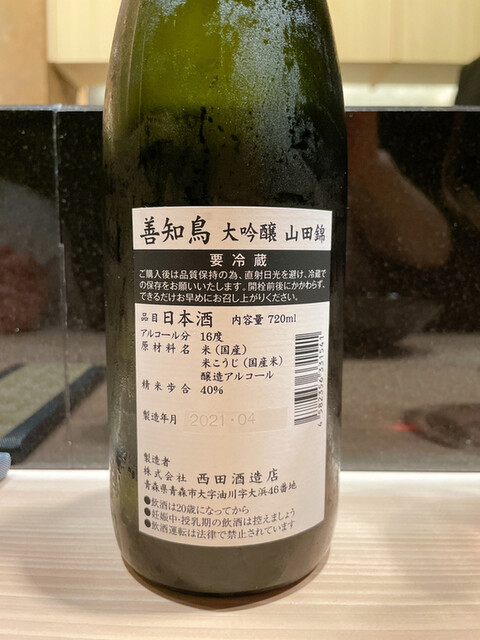 善知鳥 大吟醸 山田錦
要冷蔵
ご購入後は品質保持の為、直射日光を避け、冷蔵で
の保存をお願いいたします。開栓前後にかかわらず、
できるだけお早めにお召し上がりください。
品目 日本酒 内容量 720ml
アルコール分 16度
原材料名 米(国産)
米こうじ(国産米)
醸造アルコール
精米歩合 40%
製造年月 2021・04
製造者
株式会社 西田酒造店
青森県青森市大字油川字大浜46番地
●飲酒は20歳になってから
●妊娠中・授乳期の飲酒は控えましょう
●飲酒運転は法律で禁止されています